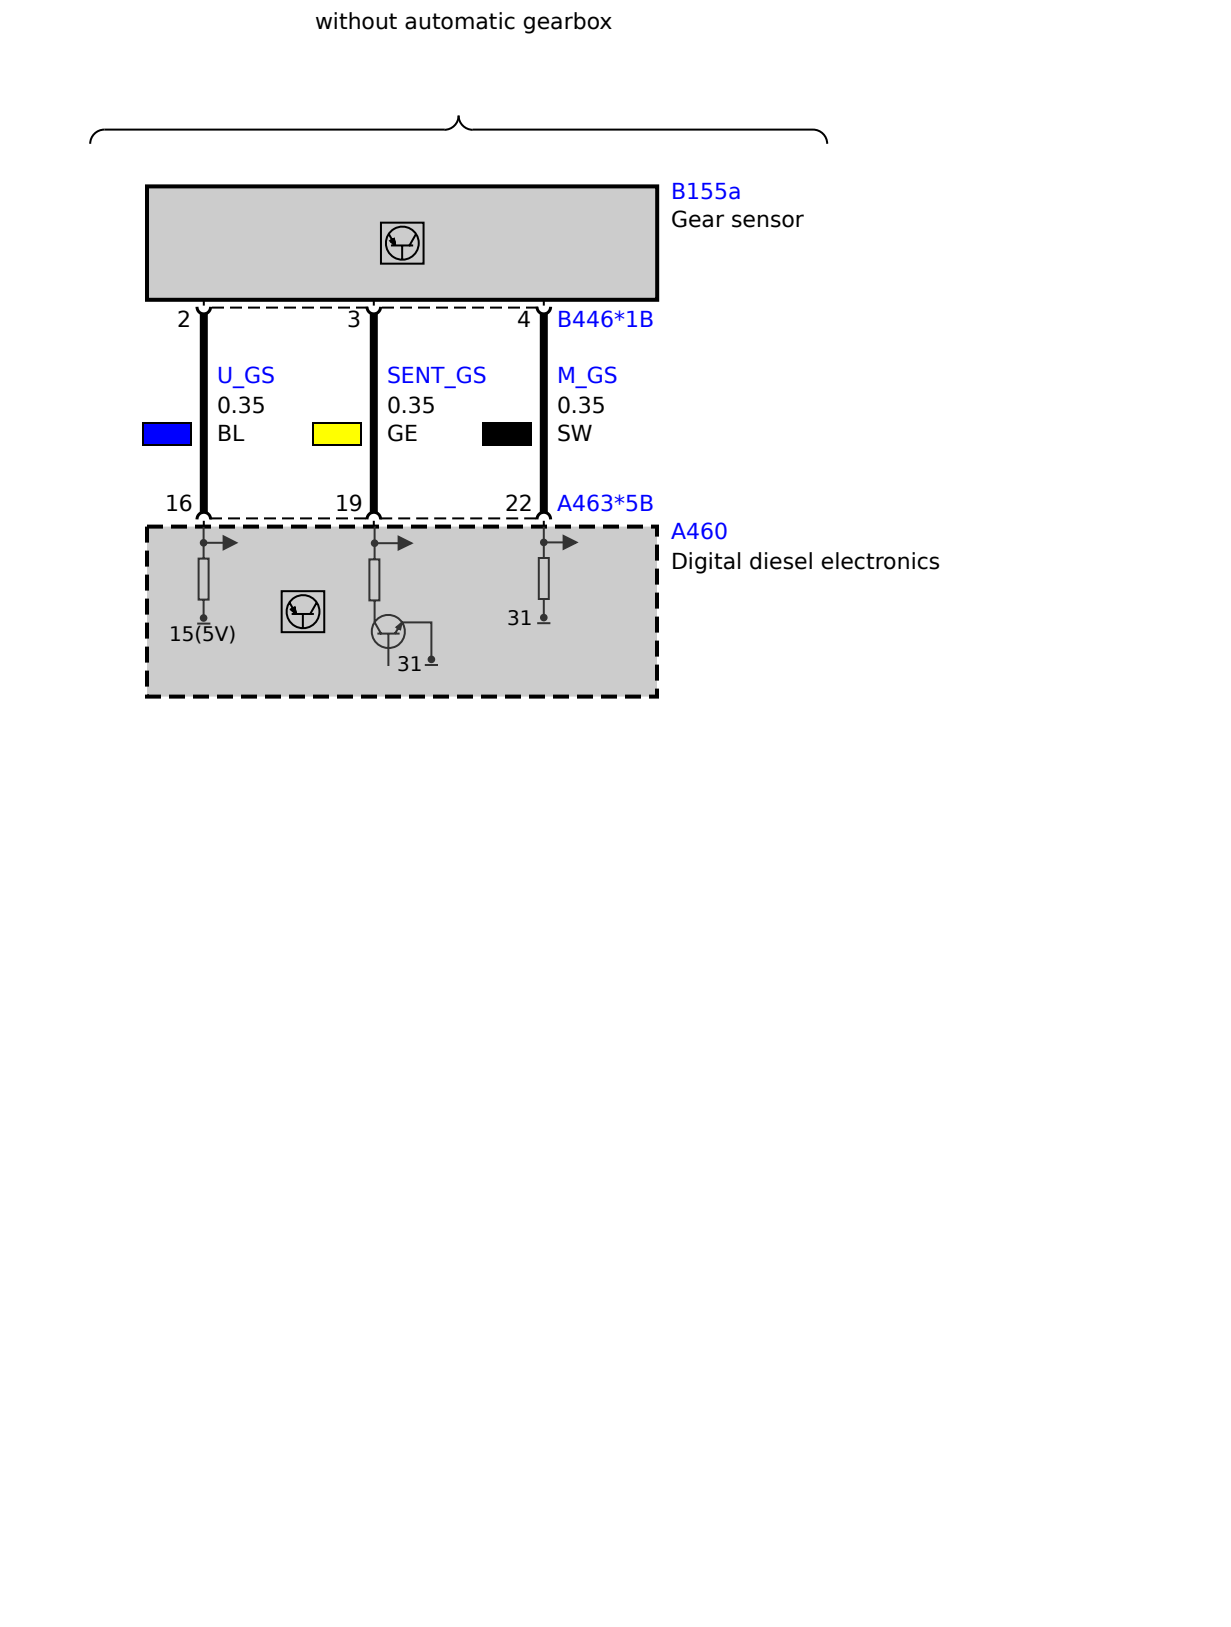 without automatic gearbox
B155a
Gear sensor
2 3 4 B446*1B
U_GS SENT_GS M_GS
0.35 0.35 0.35
BL GE SW
16 19 22 A463*5B
A460
Digital diesel electronics
31
15(5V)
31